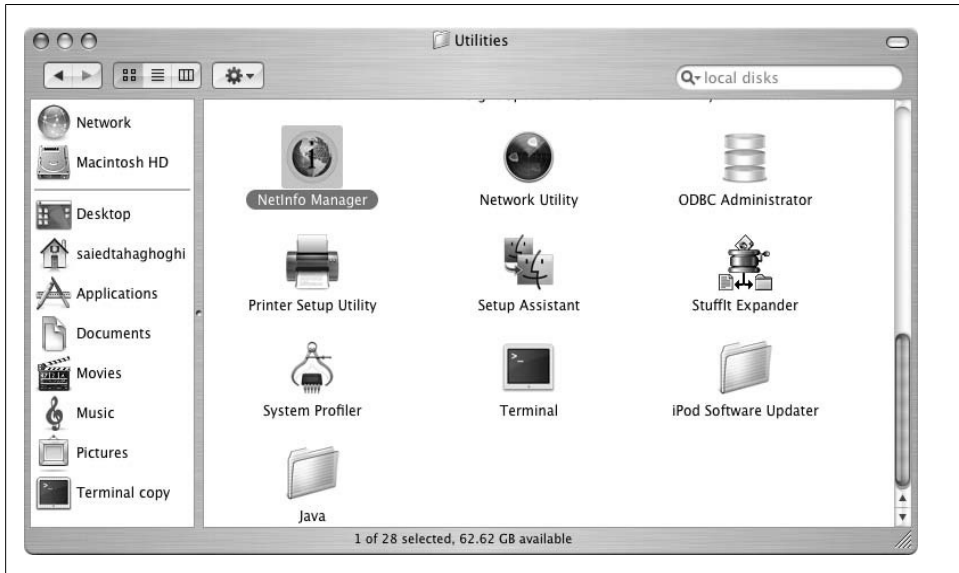 Utilities
local disks
Network
Macintosh HD
Desktop
saiedtahaghoghi
Applications
Documents
Movies
Music
Pictures
Terminal copy
NetInfo Manager
Network Utility
ODBC Administrator
Printer Setup Utility
Setup Assistant
StuffIt Expander
System Profiler
Terminal
iPod Software Updater
Java
1 of 28 selected, 62.62 GB available